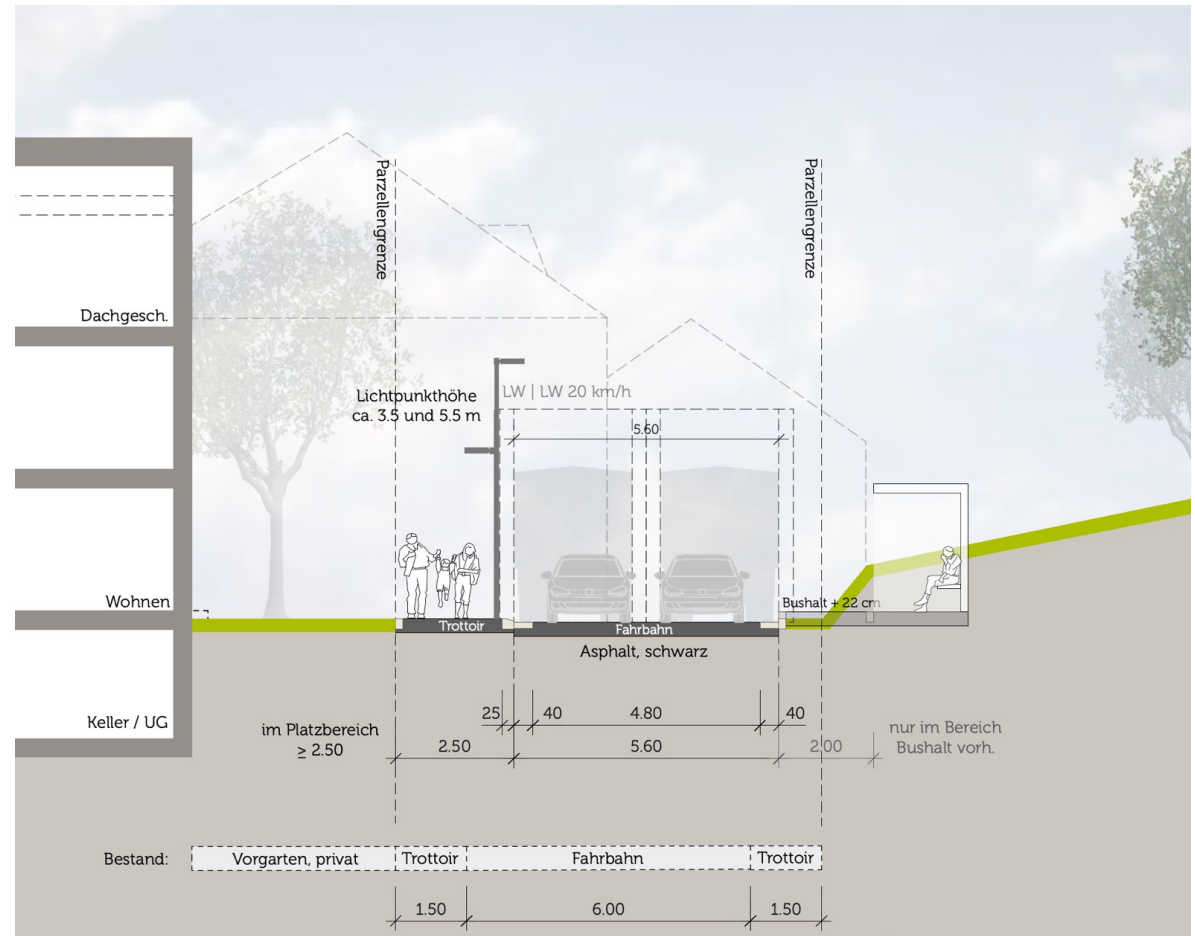 Parzellengrenze
Parzellengrenze
Dachgesch.
LW | LW 20 km/h
Lichtpunkthöhe
ca. 3.5 und 5.5 m
5.60
Wohnen
Bushalt + 22 cm
Trottoir
Fahrbahn
Asphalt, schwarz
Keller / UG
25
40
4.80
40
im Platzbereich
≥ 2.50
2.50
5.60
2.00
nur im Bereich
Bushalt vorh.
Bestand:
Vorgarten, privat
Trottoir
Fahrbahn
Trottoir
1.50
6.00
1.50